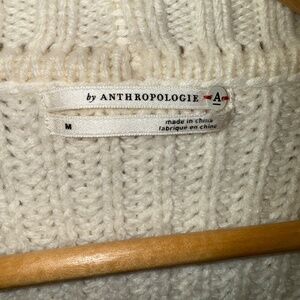 by ANTHROPOLOGIE A
M
made in china
fabriqué en chine